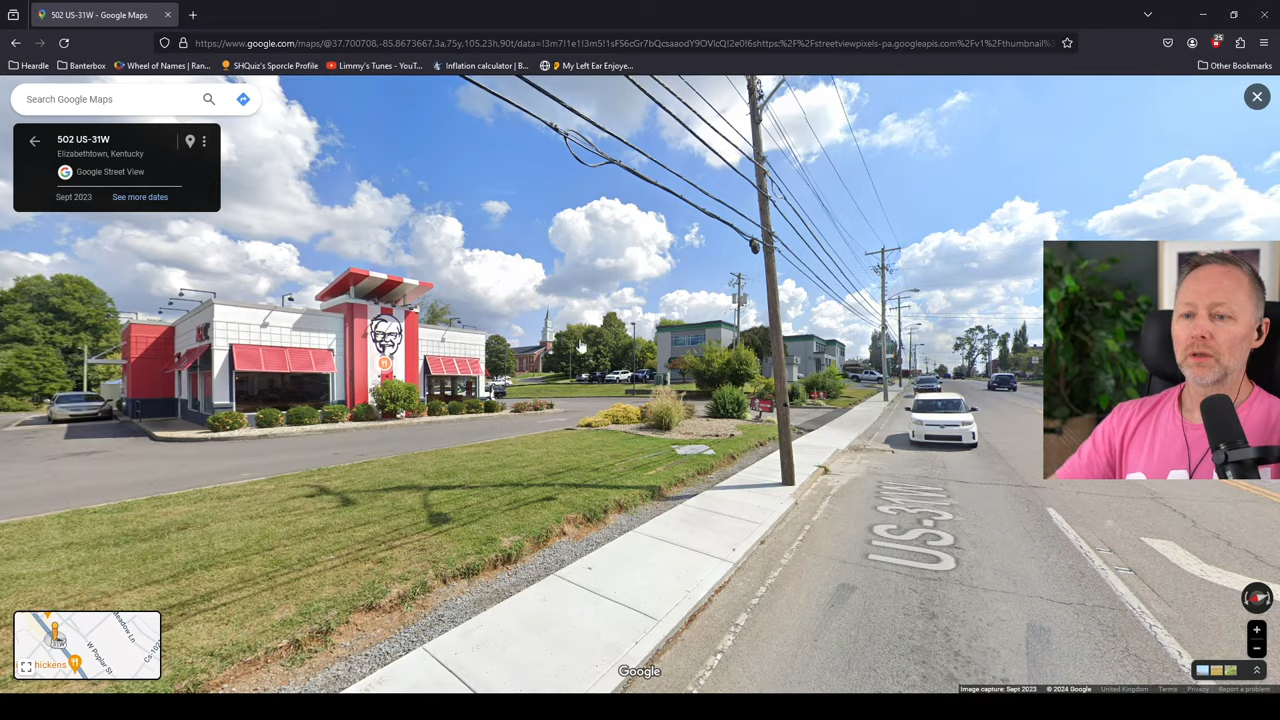 502 US-31W - Google Maps
https://www.google.com/maps/@37.700708,-85.8673667,3a,75y,105.23h,90t/data=!3m7!1e1!3m5!1sFS6cGr7bQcsaaodY9OVicQ!2e0!6shttps:%2F%2Fstreetviewpixels-pa.googleapis.com%2Fv1%2Fthumbnail%
25
Heardle
Banterbox
Wheel of Names | Ran...
SHQuiz's Sporcle Profile
Limmy's Tunes - YouT...
Inflation calculator | B...
My Left Ear Enjoye...
Other Bookmarks
Search Google Maps
502 US-31W
Elizabethtown, Kentucky
Google Street View
Sept 2023
See more dates
US-31W
W Poplar St
Google
Image capture: Sept 2023
© 2024 Google
United Kingdom
Terms
Privacy
Report a problem